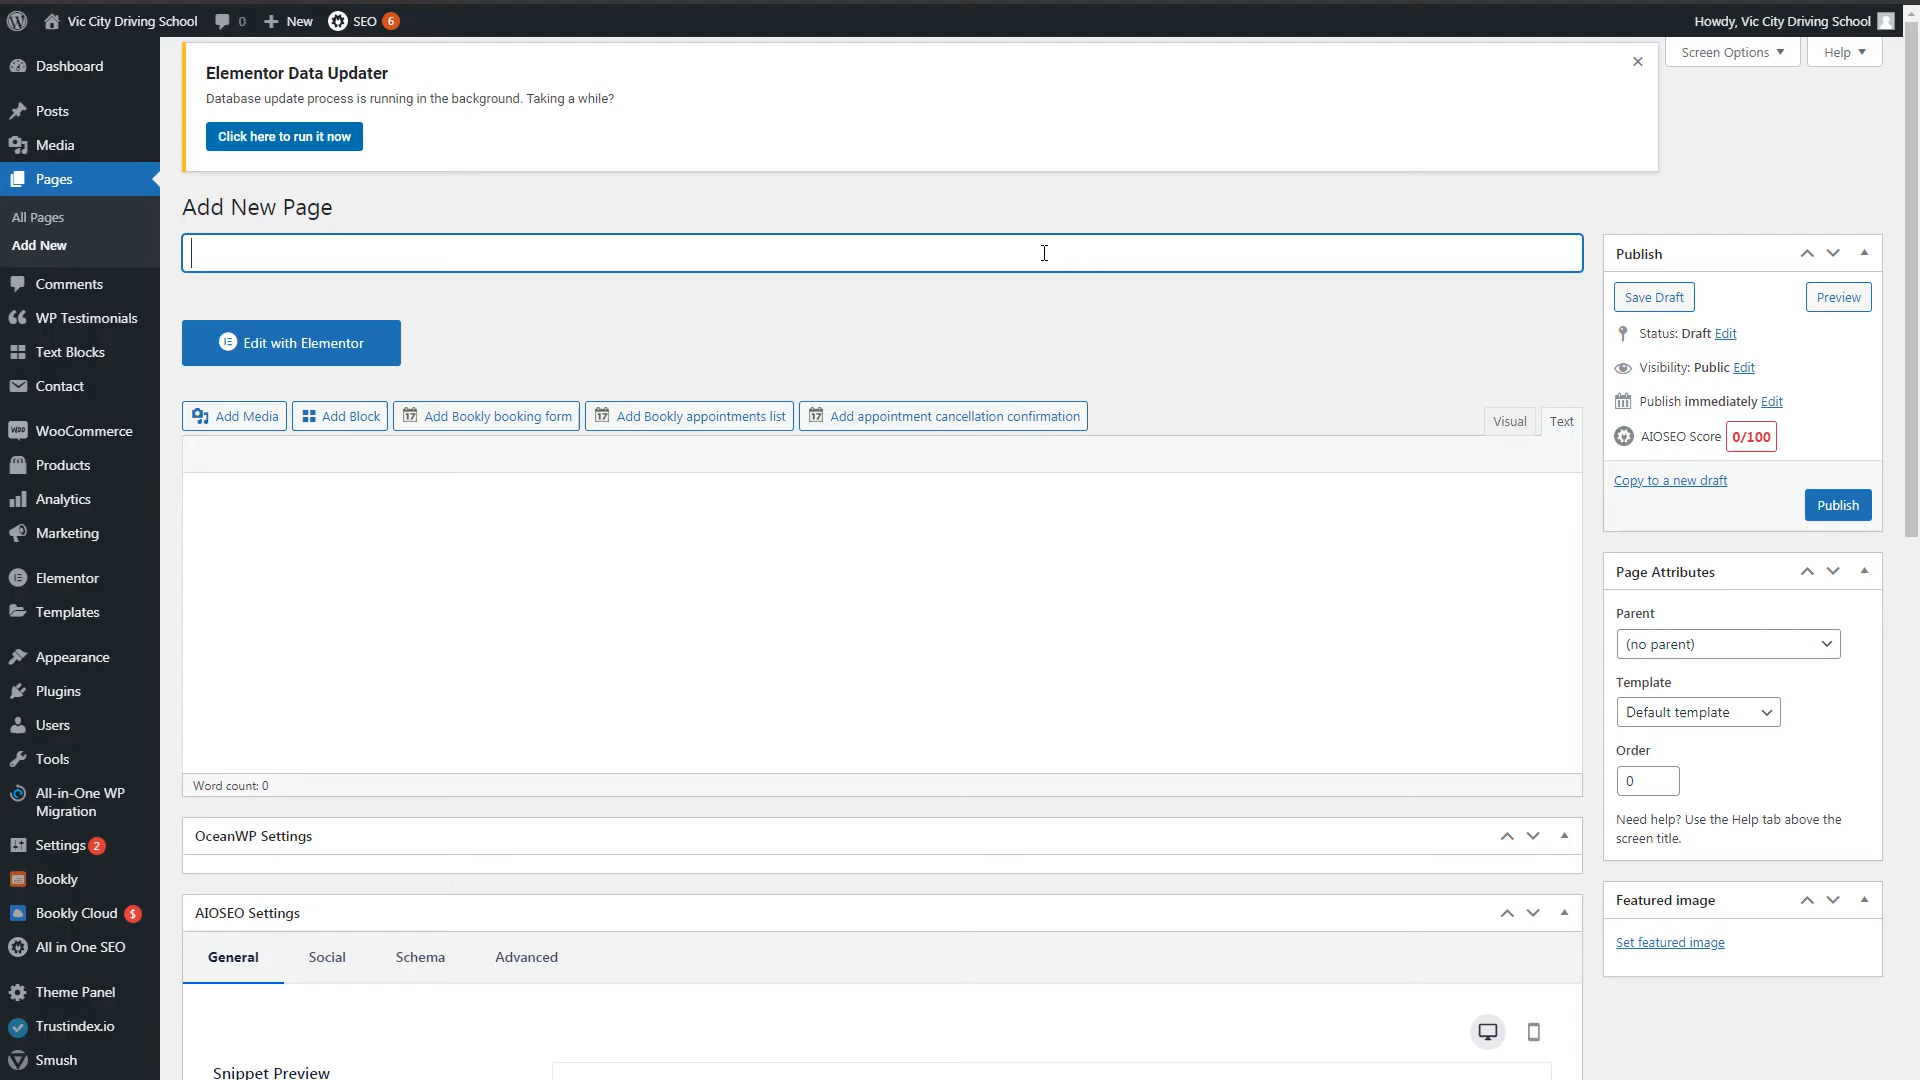 Vic City Driving School
0
New
SEO
6
Howdy, Vic City Driving School
Dashboard
Posts
Media
Pages
All Pages
Add New
Comments
WP Testimonials
Text Blocks
Contact
WooCommerce
Products
Analytics
Marketing
Elementor
Templates
Appearance
Plugins
Users
Tools
All-in-One WP
Migration
Settings 2
Bookly
Bookly Cloud $
All in One SEO
Theme Panel
Trustindex.io
Smush
Screen Options
Help
Elementor Data Updater
Database update process is running in the background. Taking a while?
Click here to run it now
Add New Page
Edit with Elementor
Add Media
Add Block
17 Add Bookly booking form
17 Add Bookly appointments list
17 Add appointment cancellation confirmation
Visual
Text
Word count: 0
OceanWP Settings
AIOSEO Settings
General
Social
Schema
Advanced
Snippet Preview
Publish
Save Draft
Preview
Status: Draft Edit
Visibility: Public Edit
Publish immediately Edit
AIOSEO Score 0/100
Copy to a new draft
Publish
Page Attributes
Parent
(no parent)
Template
Default template
Order
0
Need help? Use the Help tab above the
screen title.
Featured image
Set featured image